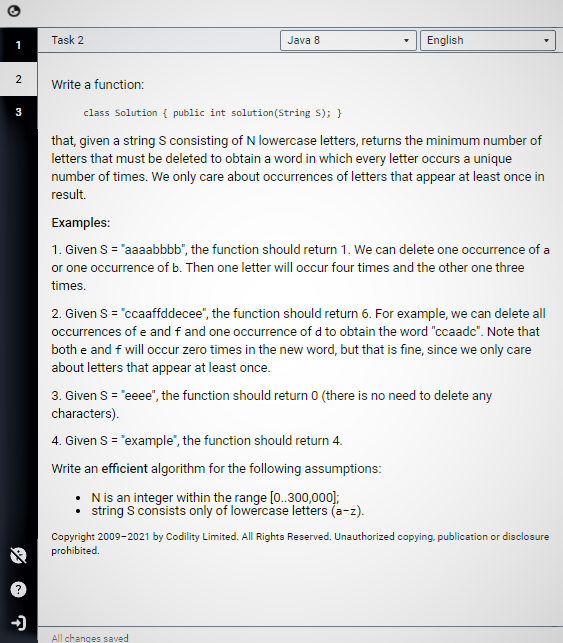 Task 2
Java 8
English
1
2
3
Write a function:
class Solution { public int solution(String S); }
that, given a string S consisting of N lowercase letters, returns the minimum number of
letters that must be deleted to obtain a word in which every letter occurs a unique
number of times. We only care about occurrences of letters that appear at least once in
result.
Examples:
1. Given S = "aaaabbbb", the function should return 1. We can delete one occurrence of a
or one occurrence of b. Then one letter will occur four times and the other one three
times.
2. Given S = "ccaaffddecee", the function should return 6. For example, we can delete all
occurrences of e and f and one occurrence of d to obtain the word "ccaadc". Note that
both e and f will occur zero times in the new word, but that is fine, since we only care
about letters that appear at least once.
3. Given S = "eeee", the function should return 0 (there is no need to delete any
characters).
4. Given S = "example", the function should return 4.
Write an efficient algorithm for the following assumptions:
• N is an integer within the range [0..300,000];
• string S consists only of lowercase letters (a-z).
Copyright 2009–2021 by Codility Limited. All Rights Reserved. Unauthorized copying, publication or disclosure
prohibited.
?
All changes saved